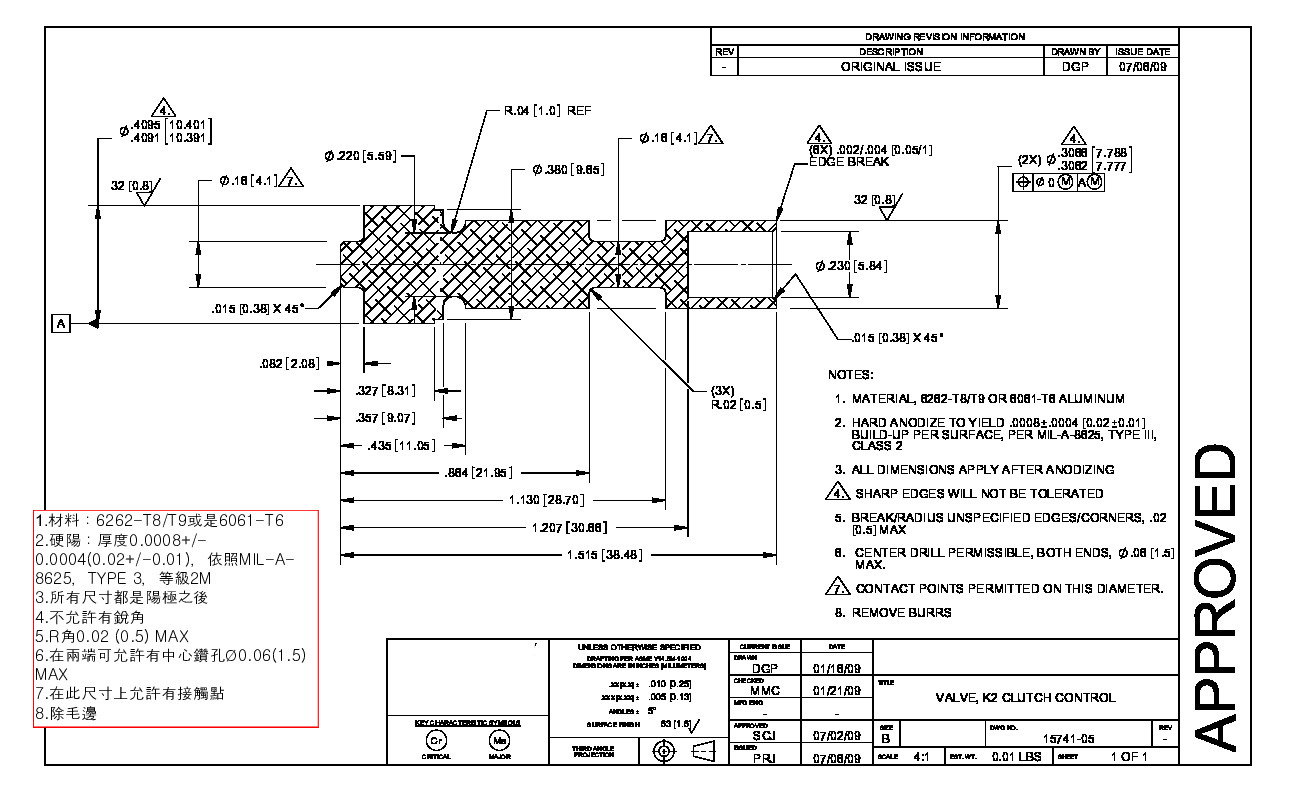 DRAWING REVISION INFORMATION
REV DESCRIPTION DRAWN BY ISSUE DATE
- ORIGINAL ISSUE DGP 07/06/09
4.
Ø .4095 [10.401]
.4091 [10.391]
32 [0.8]
Ø.16 [4.1] 7.
Ø.220 [5.59]
R.04 [1.0] REF
Ø.380 [9.65]
Ø.16 [4.1] 7.
4.
(6X) .002/.004 [0.05/1]
EDGE BREAK
32 [0.8]
4.
(2X) Ø .3066 [7.788]
.3062 [7.777]
Ø 0 M A M
Ø.230 [5.84]
.015 [0.38] X 45°
A
.015 [0.38] X 45°
.082 [2.08]
.327 [8.31]
.357 [9.07]
.435 [11.05]
.864 [21.95]
1.130 [28.70]
1.207 [30.66]
1.515 [38.48]
(3X)
R.02 [0.5]
NOTES:
1. MATERIAL, 6262-T8/T9 OR 6061-T6 ALUMINUM
2. HARD ANODIZE TO YIELD .0008±.0004 [0.02±0.01]
BUILD-UP PER SURFACE, PER MIL-A-8625, TYPE III,
CLASS 2
3. ALL DIMENSIONS APPLY AFTER ANODIZING
4. SHARP EDGES WILL NOT BE TOLERATED
5. BREAK/RADIUS UNSPECIFIED EDGES/CORNERS, .02
[0.5] MAX
6. CENTER DRILL PERMISSIBLE, BOTH ENDS, Ø.06 [1.5]
MAX.
7. CONTACT POINTS PERMITTED ON THIS DIAMETER.
8. REMOVE BURRS
1.材料：6262-T8/T9或是6061-T6
2.硬陽：厚度0.0008+/-
0.0004(0.02+/-0.01), 依照MIL-A-
8625, TYPE 3, 等級2M
3.所有尺寸都是陽極之後
4.不允許有銳角
5.R角0.02 (0.5) MAX
6.在兩端可允許有中心鑽孔Ø0.06(1.5)
MAX
7.在此尺寸上允許有接觸點
8.除毛邊
APPROVED
KEY CHARACTERISTIC SYMBOLS
Cr Ma
CRITICAL MAJOR
UNLESS OTHERWISE SPECIFIED
DRAFTING PER ASME Y14.5M-1994
DIMENSIONS ARE IN INCHES [MILLIMETERS]
.xx [x.x] ± .010 [0.25]
.xxx [x.xx] ± .005 [0.13]
ANGLES ± 5°
SURFACE FINISH 63 [1.6]
THIRD ANGLE
PROJECTION
CURRENT ISSUE DATE
DRAWN DGP 01/16/09
CHECKED MMC 01/21/09
MFG ENG - -
APPROVED SCJ 07/02/09
ISSUED PRJ 07/06/09
TITLE
VALVE, K2 CLUTCH CONTROL
SIZE B DWG NO. 15741-05 REV -
SCALE 4:1 EST. WT. 0.01 LBS SHEET 1 OF 1